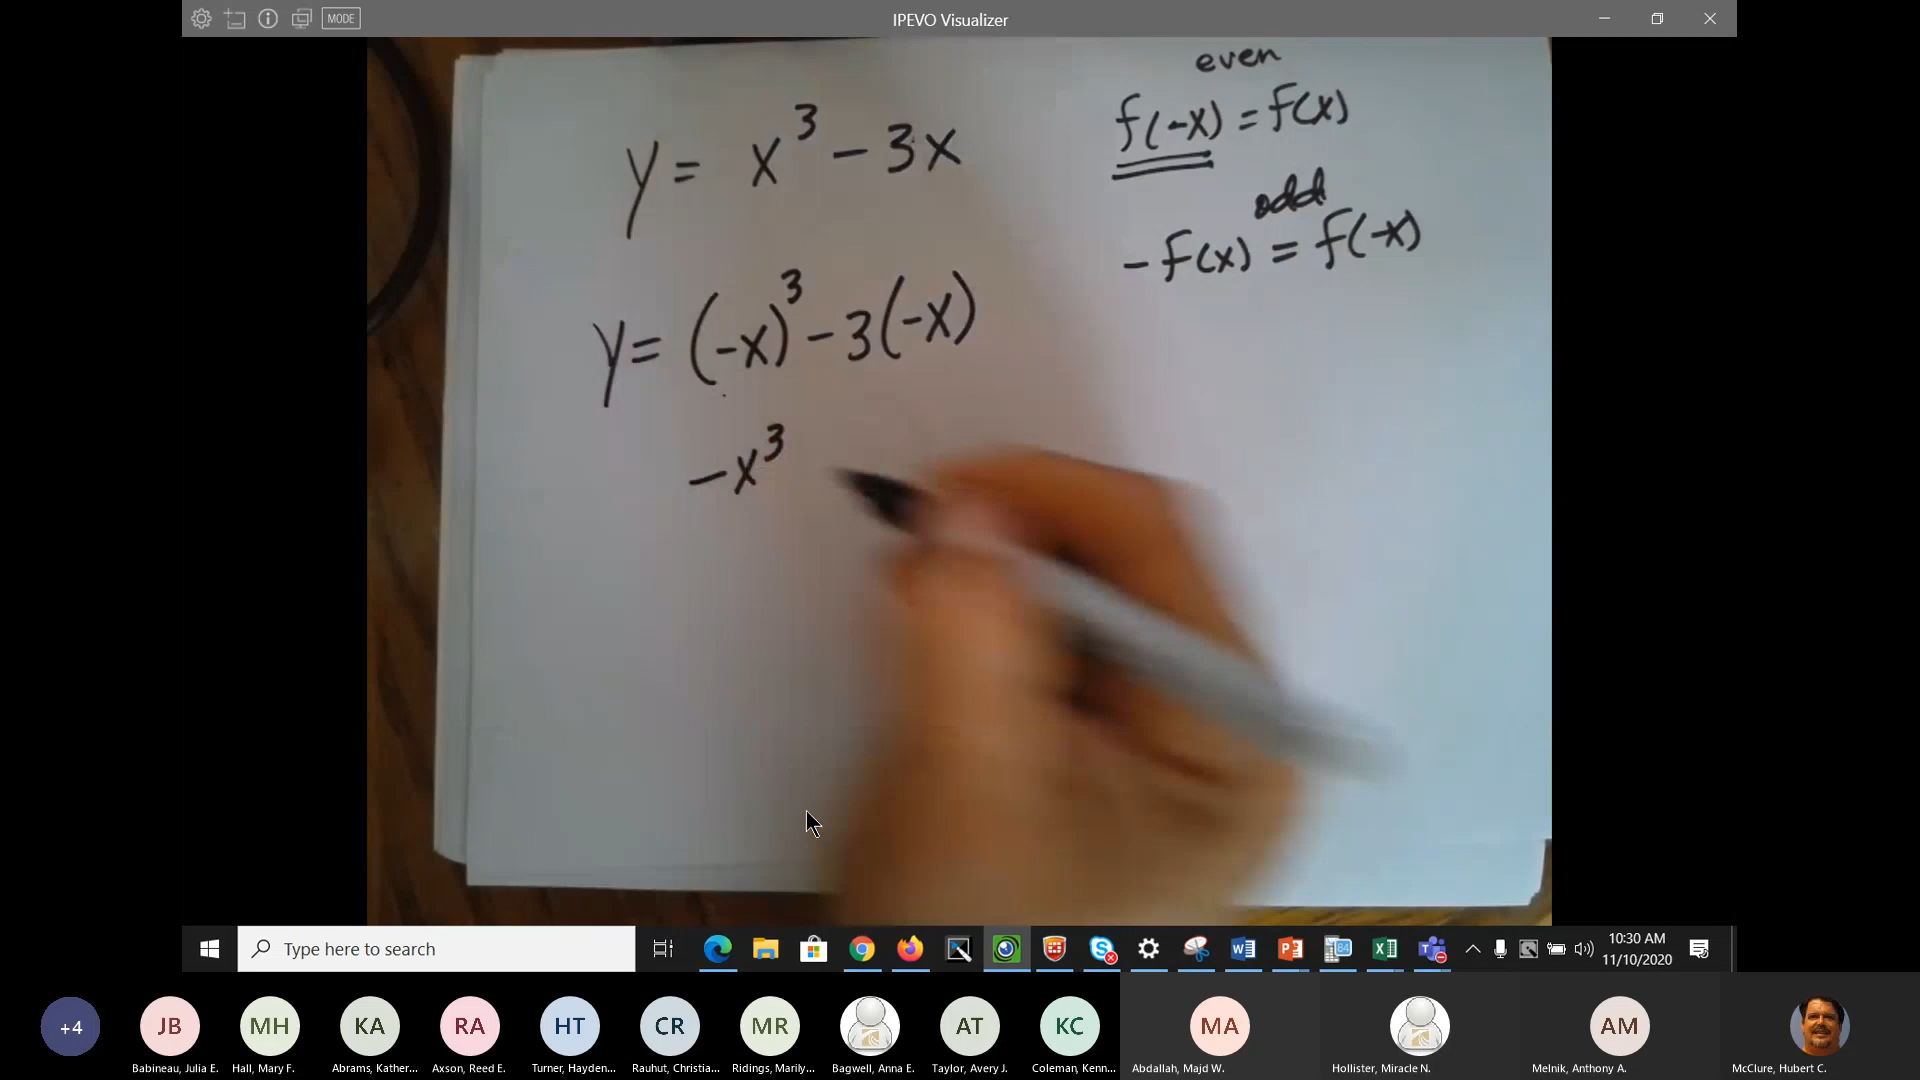 MODE
IPEVO Visualizer
even
f(-x) = f(x)
odd
-f(x) = f(-x)
y = x³ - 3x
y = (-x)³ - 3(-x)
-x³
Type here to search
10:30 AM
11/10/2020
+4
JB
MH
KA
RA
HT
CR
MR
AT
KC
MA
AM
Babineau, Julia E.
Hall, Mary F.
Abrams, Kather...
Axson, Reed E.
Turner, Hayden...
Rauhut, Christia...
Ridings, Marily...
Bagwell, Anna E.
Taylor, Avery J.
Coleman, Kenn...
Abdallah, Majd W.
Hollister, Miracle N.
Melnik, Anthony A.
McClure, Hubert C.